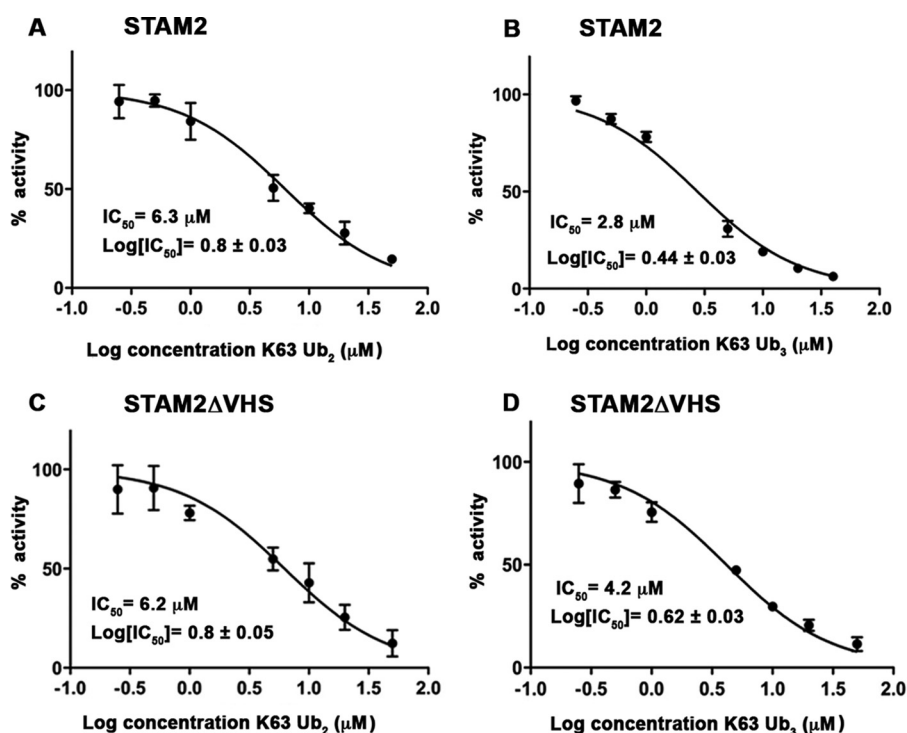 A STAM2
% activity
100
50
0
IC₅₀= 6.3 μM
Log[IC₅₀]= 0.8 ± 0.03
-1.0 -0.5 0.0 0.5 1.0 1.5 2.0
Log concentration K63 Ub₂ (μM)
B STAM2
% activity
100
50
0
IC₅₀= 2.8 μM
Log[IC₅₀]= 0.44 ± 0.03
-1.0 -0.5 0.0 0.5 1.0 1.5 2.0
Log concentration K63 Ub₃ (μM)
C STAM2ΔVHS
% activity
100
50
0
IC₅₀= 6.2 μM
Log[IC₅₀]= 0.8 ± 0.05
-1.0 -0.5 0.0 0.5 1.0 1.5 2.0
Log concentration K63 Ub₂ (μM)
D STAM2ΔVHS
% activity
100
50
0
IC₅₀= 4.2 μM
Log[IC₅₀]= 0.62 ± 0.03
-1.0 -0.5 0.0 0.5 1.0 1.5 2.0
Log concentration K63 Ub₃ (μM)